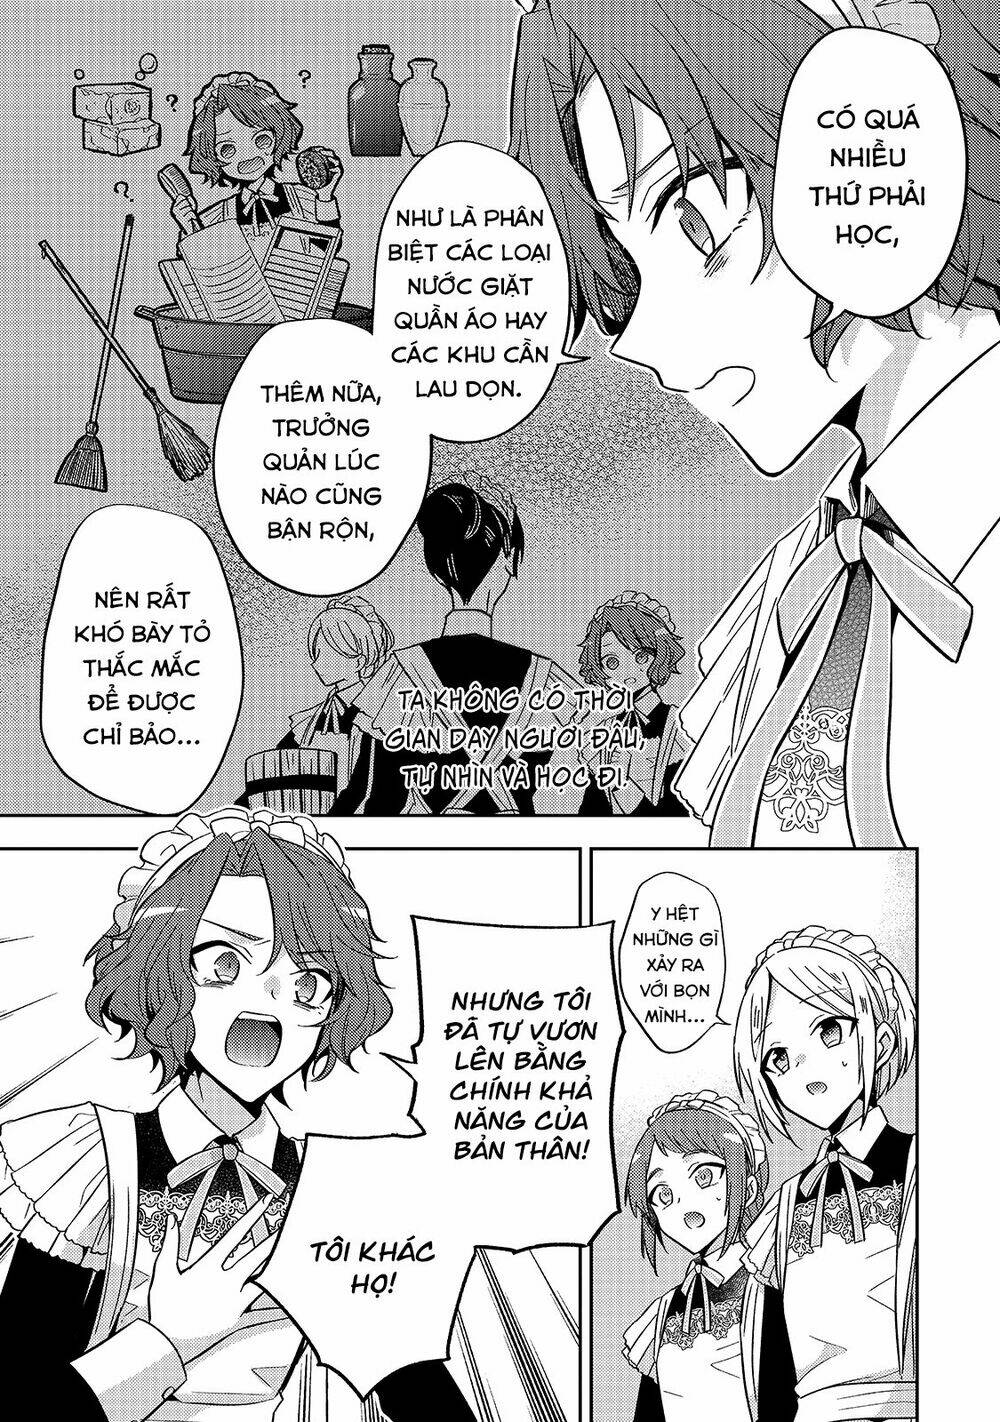 CÓ QUÁ
NHIỀU
THỨ PHẢI
HỌC,
NHƯ LÀ PHÂN
BIỆT CÁC LOẠI
NƯỚC GIẶT
QUẦN ÁO HAY
CÁC KHU CẦN
LAU DỌN.
THÊM NỮA,
TRƯỞNG
QUẢN LÚC
NÀO CŨNG
BẬN RỘN,
NÊN RẤT
KHÓ BÀY TỎ
THẮC MẮC
ĐỂ ĐƯỢC
CHỈ BẢO...
?
?
?
TA KHÔNG CÓ THỜI
GIAN DẠY NGƯƠI ĐÂU,
TỰ NHÌN VÀ HỌC ĐI.
Y HỆT
NHỮNG GÌ
XẢY RA
VỚI BỌN
MÌNH...
NHƯNG TÔI
ĐÃ TỰ VƯƠN
LÊN BẰNG
CHÍNH KHẢ
NĂNG CỦA
BẢN THÂN!
TÔI KHÁC
HỌ!